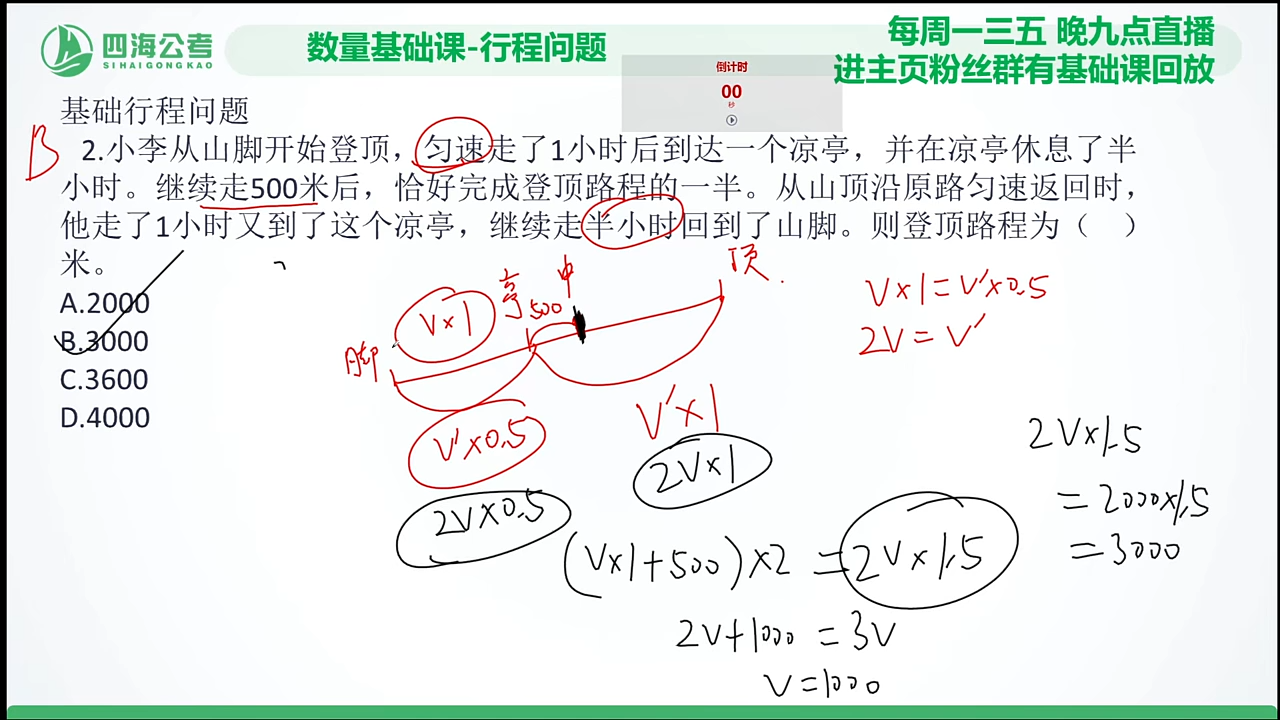 四海公考
SIHAIGONGKAO
数量基础课-行程问题
每周一三五 晚九点直播
进主页粉丝群有基础课回放
倒计时
00
秒
基础行程问题
B
2.小李从山脚开始登顶，匀速走了1小时后到达一个凉亭，并在凉亭休息了半
小时。继续走500米后，恰好完成登顶路程的一半。从山顶沿原路匀速返回时，
他走了1小时又到了这个凉亭，继续走半小时回到了山脚。则登顶路程为（ ）
米。
A.2000
B.3000
C.3600
D.4000
脚
V×1
亭
500
中
顶
V'×0.5
V'×1
2V×0.5
2V×1
V×1=V'×0.5
2V=V'
(V×1+500)×2=2V×1.5
2V+1000=3V
V=1000
2V×1.5
=2000×1.5
=3000